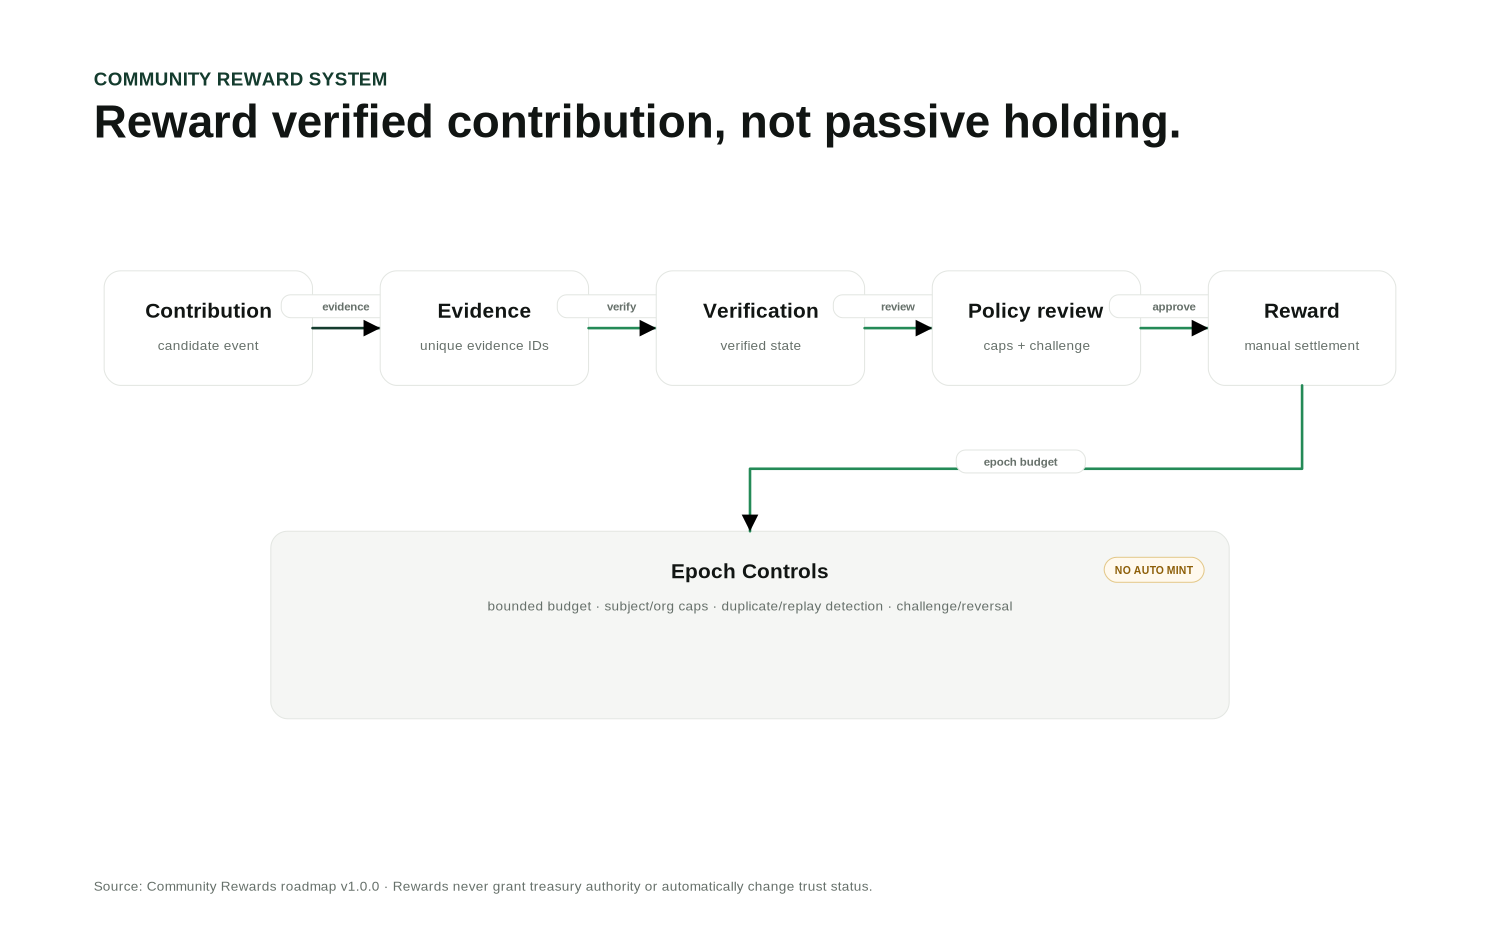 COMMUNITY REWARD SYSTEM
Reward verified contribution, not passive holding.
Contribution
candidate event
evidence
Evidence
unique evidence IDs
verify
Verification
verified state
review
Policy review
caps + challenge
approve
Reward
manual settlement
epoch budget
Epoch Controls
NO AUTO MINT
bounded budget · subject/org caps · duplicate/replay detection · challenge/reversal
Source: Community Rewards roadmap v1.0.0 · Rewards never grant treasury authority or automatically change trust status.